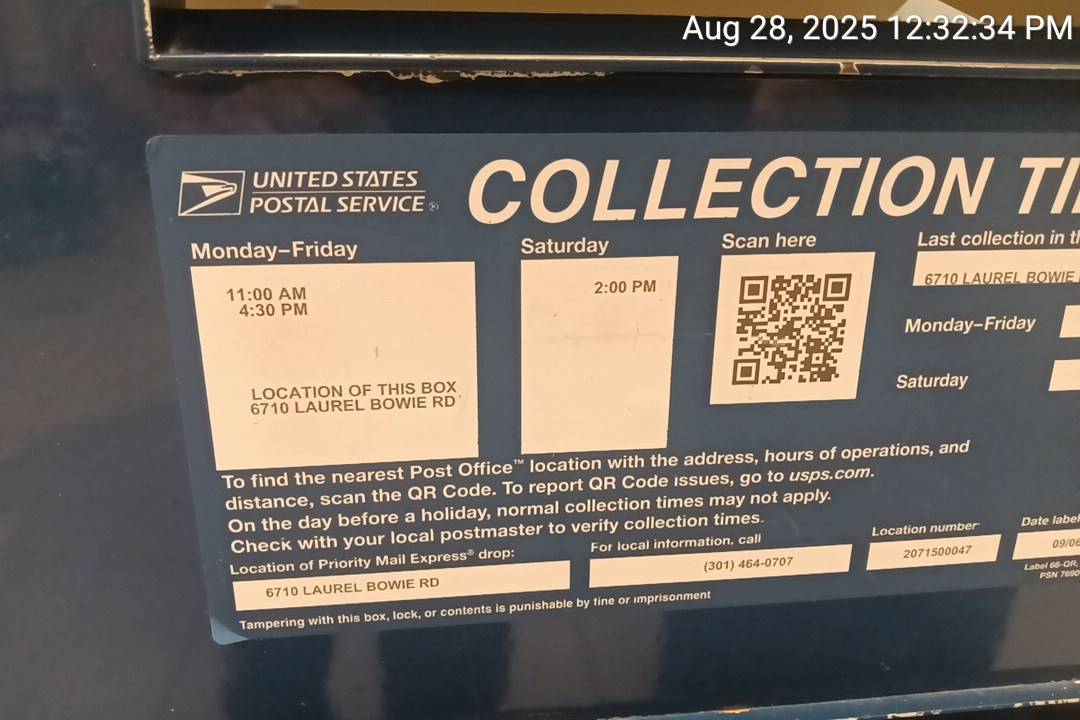 Aug 28, 2025 12:32:34 PM
UNITED STATES
POSTAL SERVICE®
COLLECTION
Monday–Friday
11:00 AM
4:30 PM
LOCATION OF THIS BOX
6710 LAUREL BOWIE RD
Saturday
2:00 PM
Scan here
Last collection in
6710 LAUREL BOWIE
Monday–Friday
Saturday
To find the nearest Post Office™ location with the address, hours of operations, and
distance, scan the QR Code. To report QR Code issues, go to usps.com.
On the day before a holiday, normal collection times may not apply.
Check with your local postmaster to verify collection times.
Location of Priority Mail Express® drop:
6710 LAUREL BOWIE RD
For local information, call
(301) 464-0707
Location number
2071500047
Date label
09/06
Label 66-QR,
PSN 7690
Tampering with this box, lock, or contents is punishable by fine or imprisonment